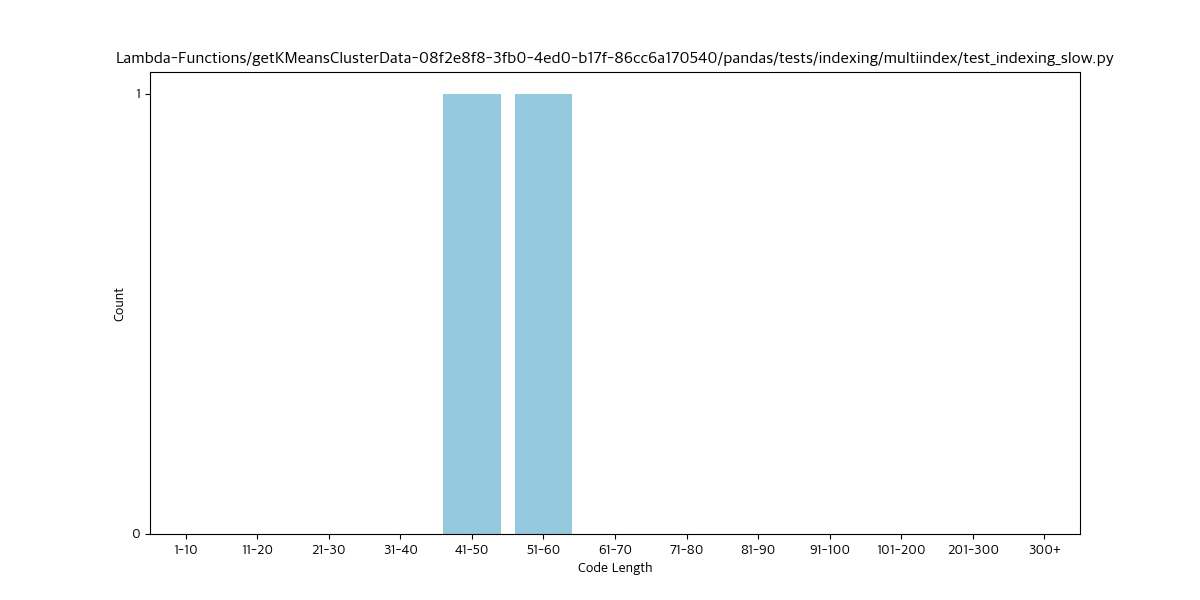 Lambda-Functions/getKMeansClusterData-08f2e8f8-3fb0-4ed0-b17f-86cc6a170540/pandas/tests/indexing/multiindex/test_indexing_slow.py
1
Count
0
1-10 11-20 21-30 31-40 41-50 51-60 61-70 71-80 81-90 91-100 101-200 201-300 300+
Code Length